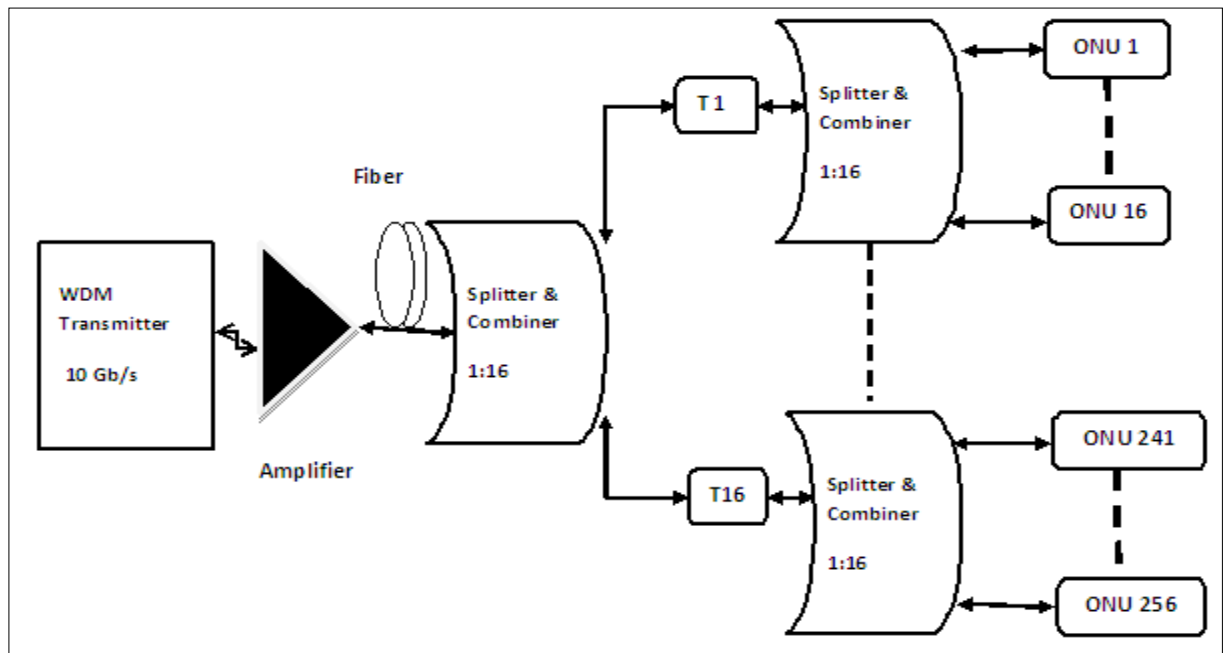 WDM
Transmitter
10 Gb/s
Amplifier
Fiber
Splitter &
Combiner
1:16
T 1
Splitter &
Combiner
1:16
ONU 1
ONU 16
T16
Splitter &
Combiner
1:16
ONU 241
ONU 256